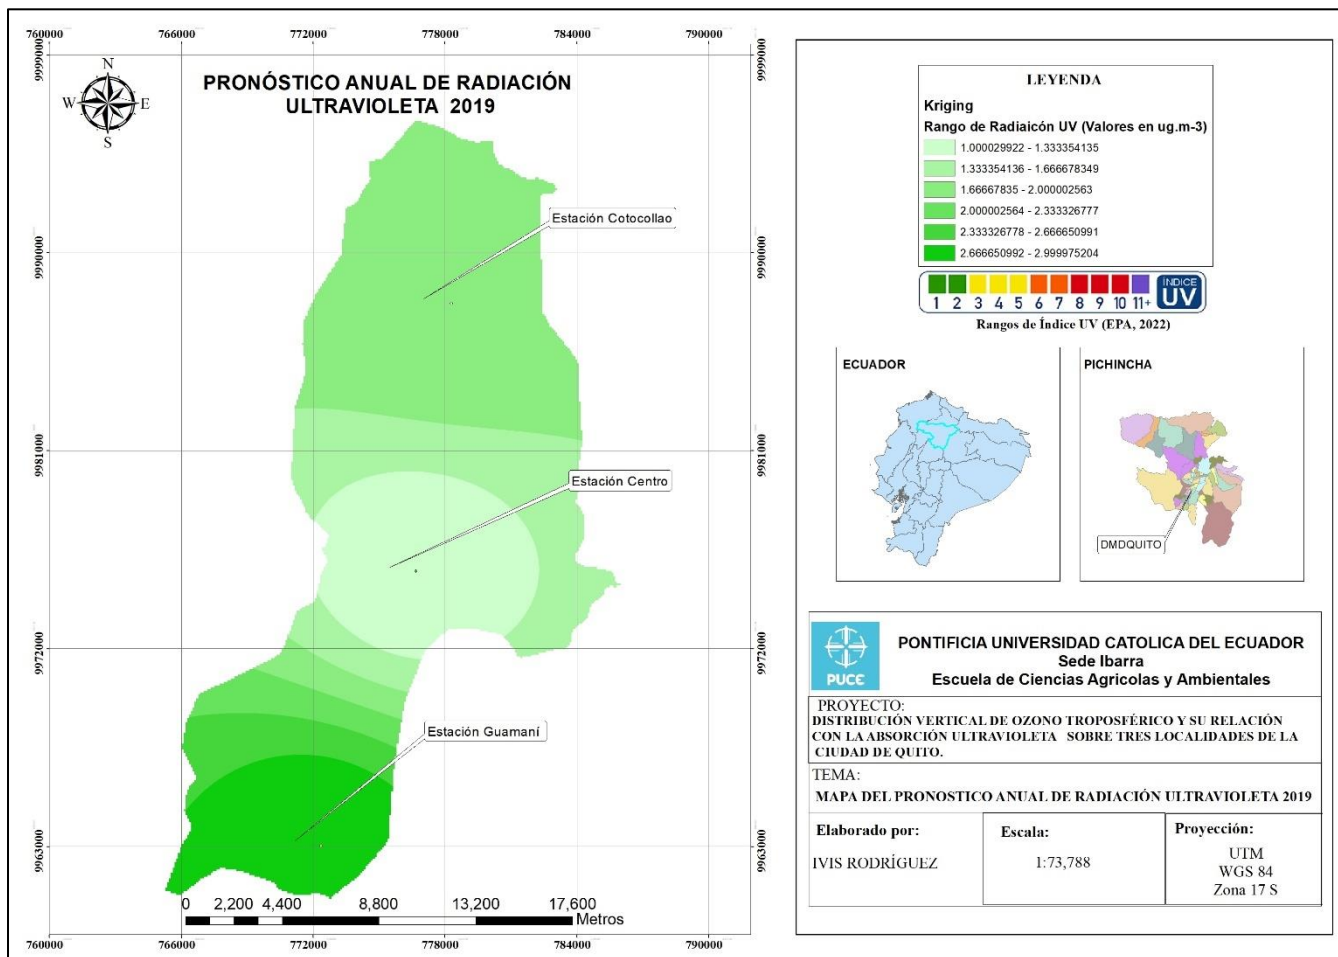 760000 766000 772000 778000 784000 790000
9999000
9990000
9981000
9972000
9963000
N
W E
S
PRONÓSTICO ANUAL DE RADIACIÓN
ULTRAVIOLETA 2019
Estación Cotocollao
Estación Centro
Estación Guamaní
0 2,200 4,400 8,800 13,200 17,600
Metros
9999000
9990000
9981000
9972000
9963000
760000 766000 772000 778000 784000 790000
LEYENDA
Kriging
Rango de Radiaicón UV (Valores en ug.m-3)
1.000029922 - 1.333354135
1.333354136 - 1.666678349
1.66667835 - 2.000002563
2.000002564 - 2.333326777
2.333326778 - 2.666650991
2.666650992 - 2.999975204
1 2 3 4 5 6 7 8 9 10 11+
ÍNDICE
UV
Rangos de Índice UV (EPA, 2022)
ECUADOR
PICHINCHA
DMDQUITO
PUCE
PONTIFICIA UNIVERSIDAD CATOLICA DEL ECUADOR
Sede Ibarra
Escuela de Ciencias Agricolas y Ambientales
PROYECTO:
DISTRIBUCIÓN VERTICAL DE OZONO TROPOSFÉRICO Y SU RELACIÓN
CON LA ABSORCIÓN ULTRAVIOLETA SOBRE TRES LOCALIDADES DE LA
CIUDAD DE QUITO.
TEMA:
MAPA DEL PRONOSTICO ANUAL DE RADIACIÓN ULTRAVIOLETA 2019
Elaborado por:
IVIS RODRÍGUEZ
Escala:
1:73,788
Proyección:
UTM
WGS 84
Zona 17 S